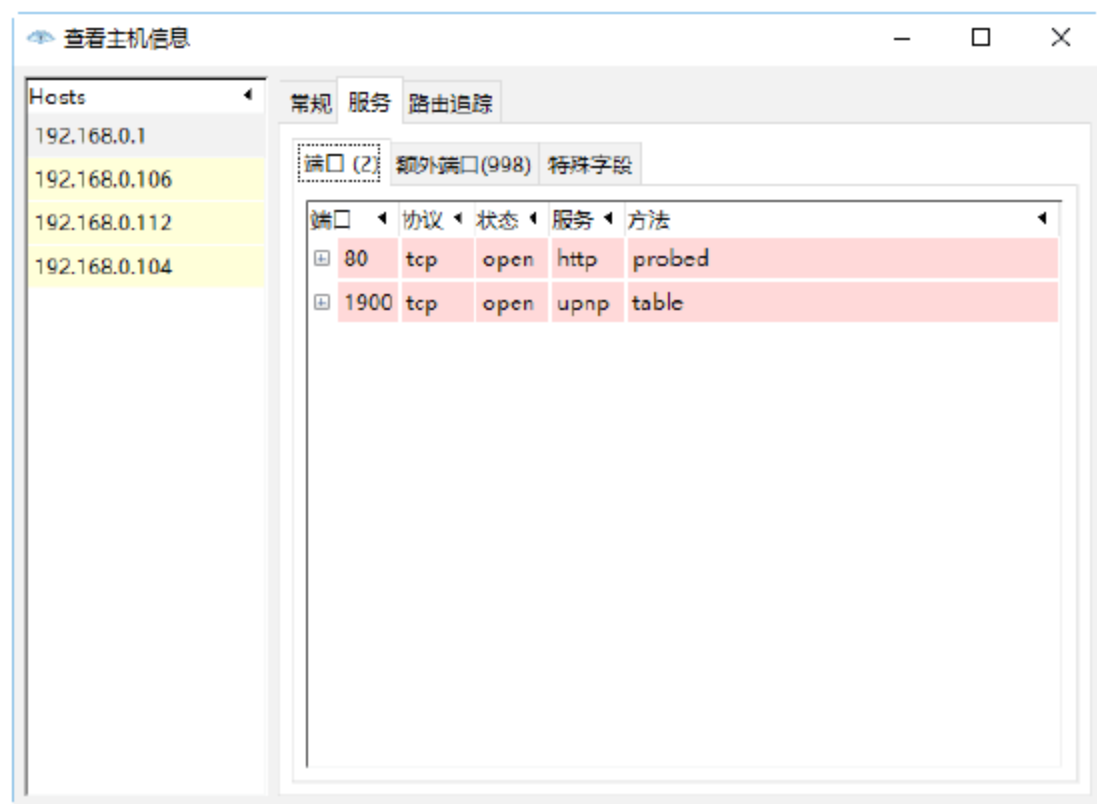 查看主机信息
Hosts
192.168.0.1
192.168.0.106
192.168.0.112
192.168.0.104
常规 服务 路由追踪
端口 (2) 额外端口(998) 特殊字段
端口 协议 状态 服务 方法
80 tcp open http probed
1900 tcp open upnp table